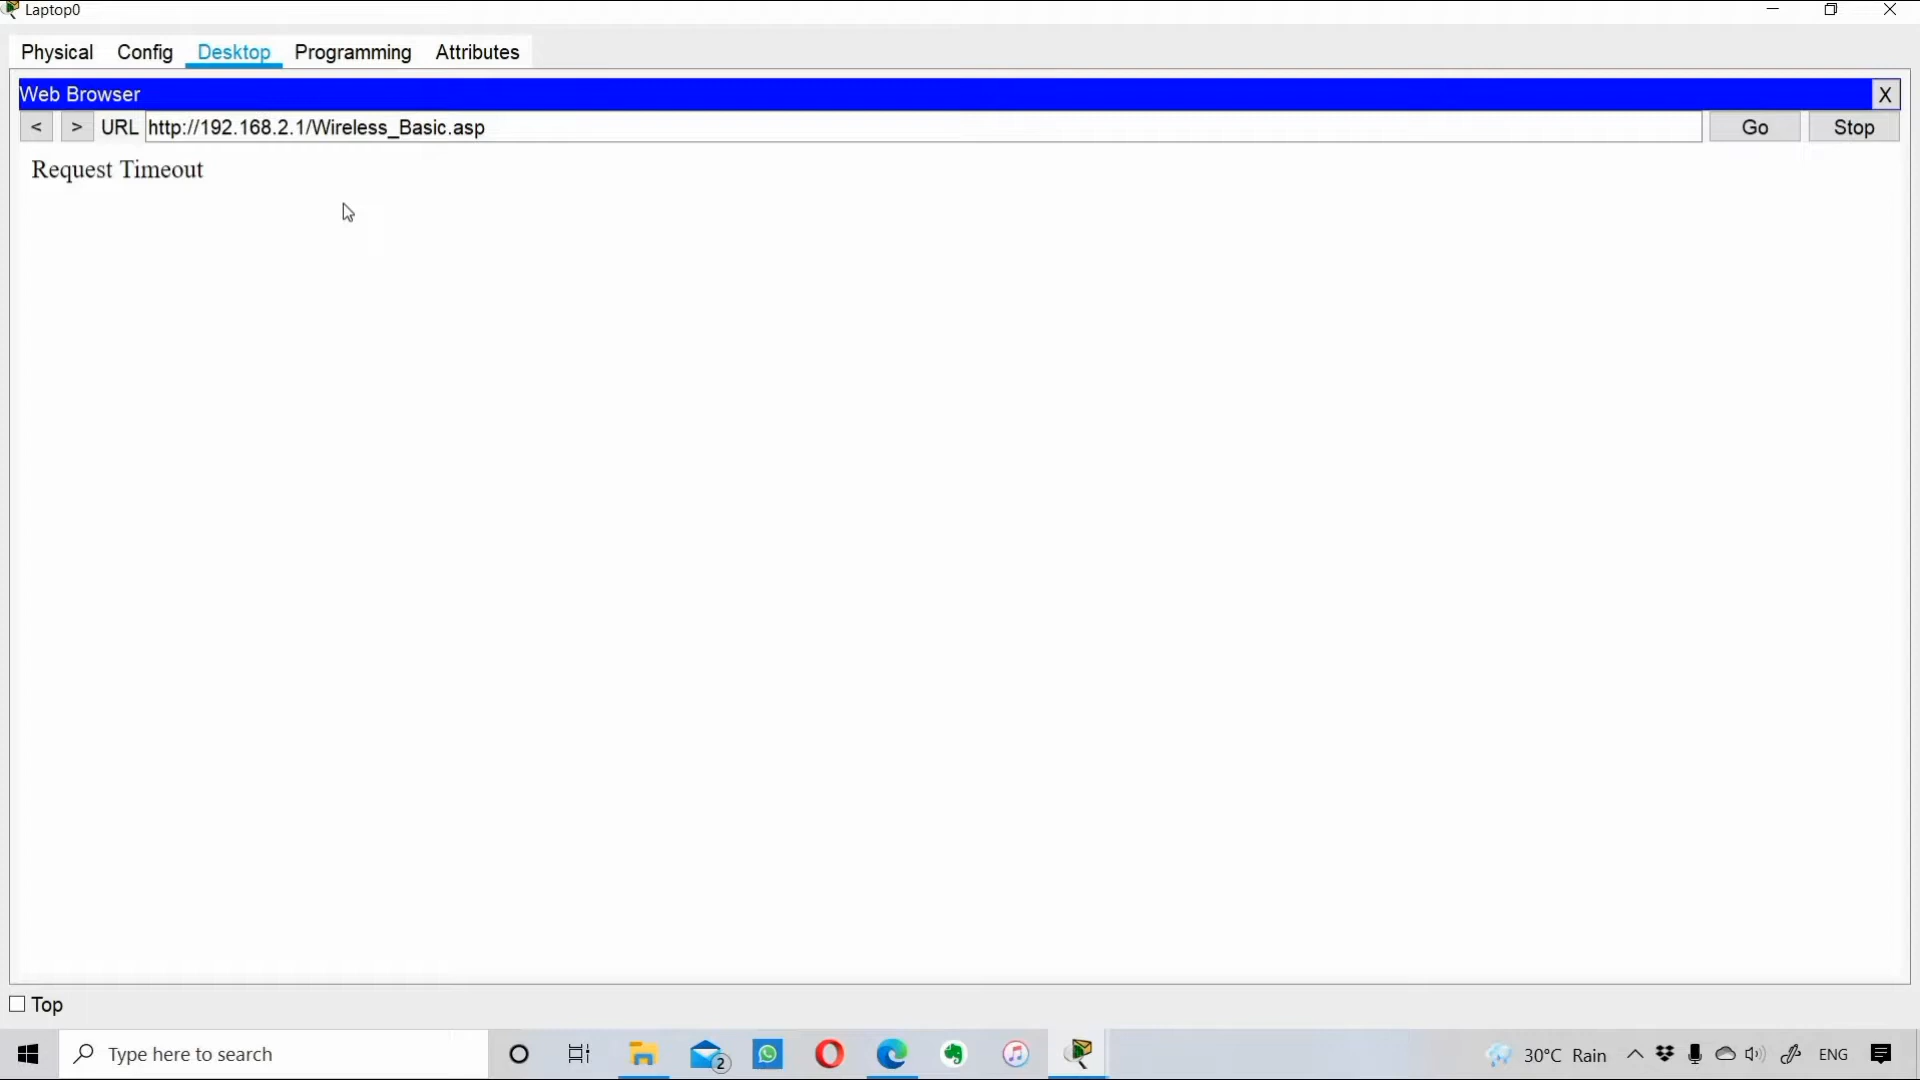 Laptop0
Physical Config Desktop Programming Attributes
Web Browser X
< > URL http://192.168.2.1/Wireless_Basic.asp Go Stop
Request Timeout
Top
Type here to search 2 30°C Rain ENG